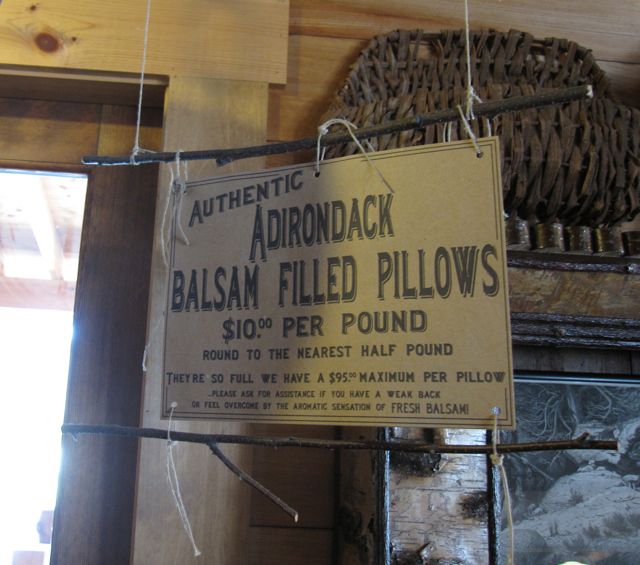 AUTHENTIC
ADIRONDACK
BALSAM FILLED PILLOWS
$10.00 PER POUND
ROUND TO THE NEAREST HALF POUND
THEY'RE SO FULL WE HAVE A $95.00 MAXIMUM PER PILLOW
...PLEASE ASK FOR ASSISTANCE IF YOU HAVE A WEAK BACK
OR FEEL OVERCOME BY THE AROMATIC SENSATION OF FRESH BALSAM!